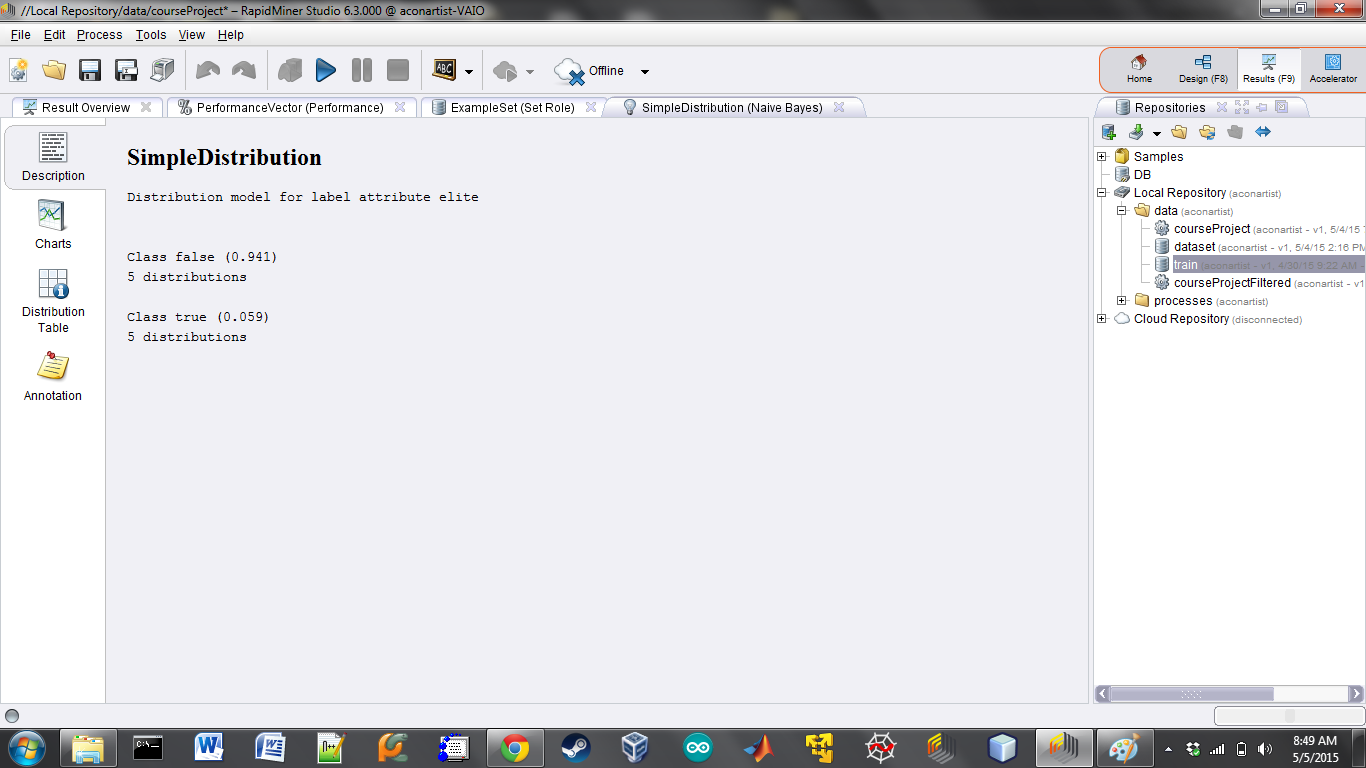 //Local Repository/data/courseProject* – RapidMiner Studio 6.3.000 @ aconartist-VAIO
File Edit Process Tools View Help
ABC
Offline
Home
Design (F8)
Results (F9)
Accelerator
Result Overview
PerformanceVector (Performance)
ExampleSet (Set Role)
SimpleDistribution (Naive Bayes)
Repositories
Description
Charts
Distribution
Table
Annotation
SimpleDistribution
Distribution model for label attribute elite
Class false (0.941)
5 distributions
Class true (0.059)
5 distributions
Samples
DB
Local Repository (aconartist)
data (aconartist)
courseProject (aconartist - v1, 5/4/15
dataset (aconartist - v1, 5/4/15 2:16 PM
train (aconartist - v1, 4/30/15 9:22 AM -
courseProjectFiltered (aconartist - v1
processes (aconartist)
Cloud Repository (disconnected)
8:49 AM
5/5/2015